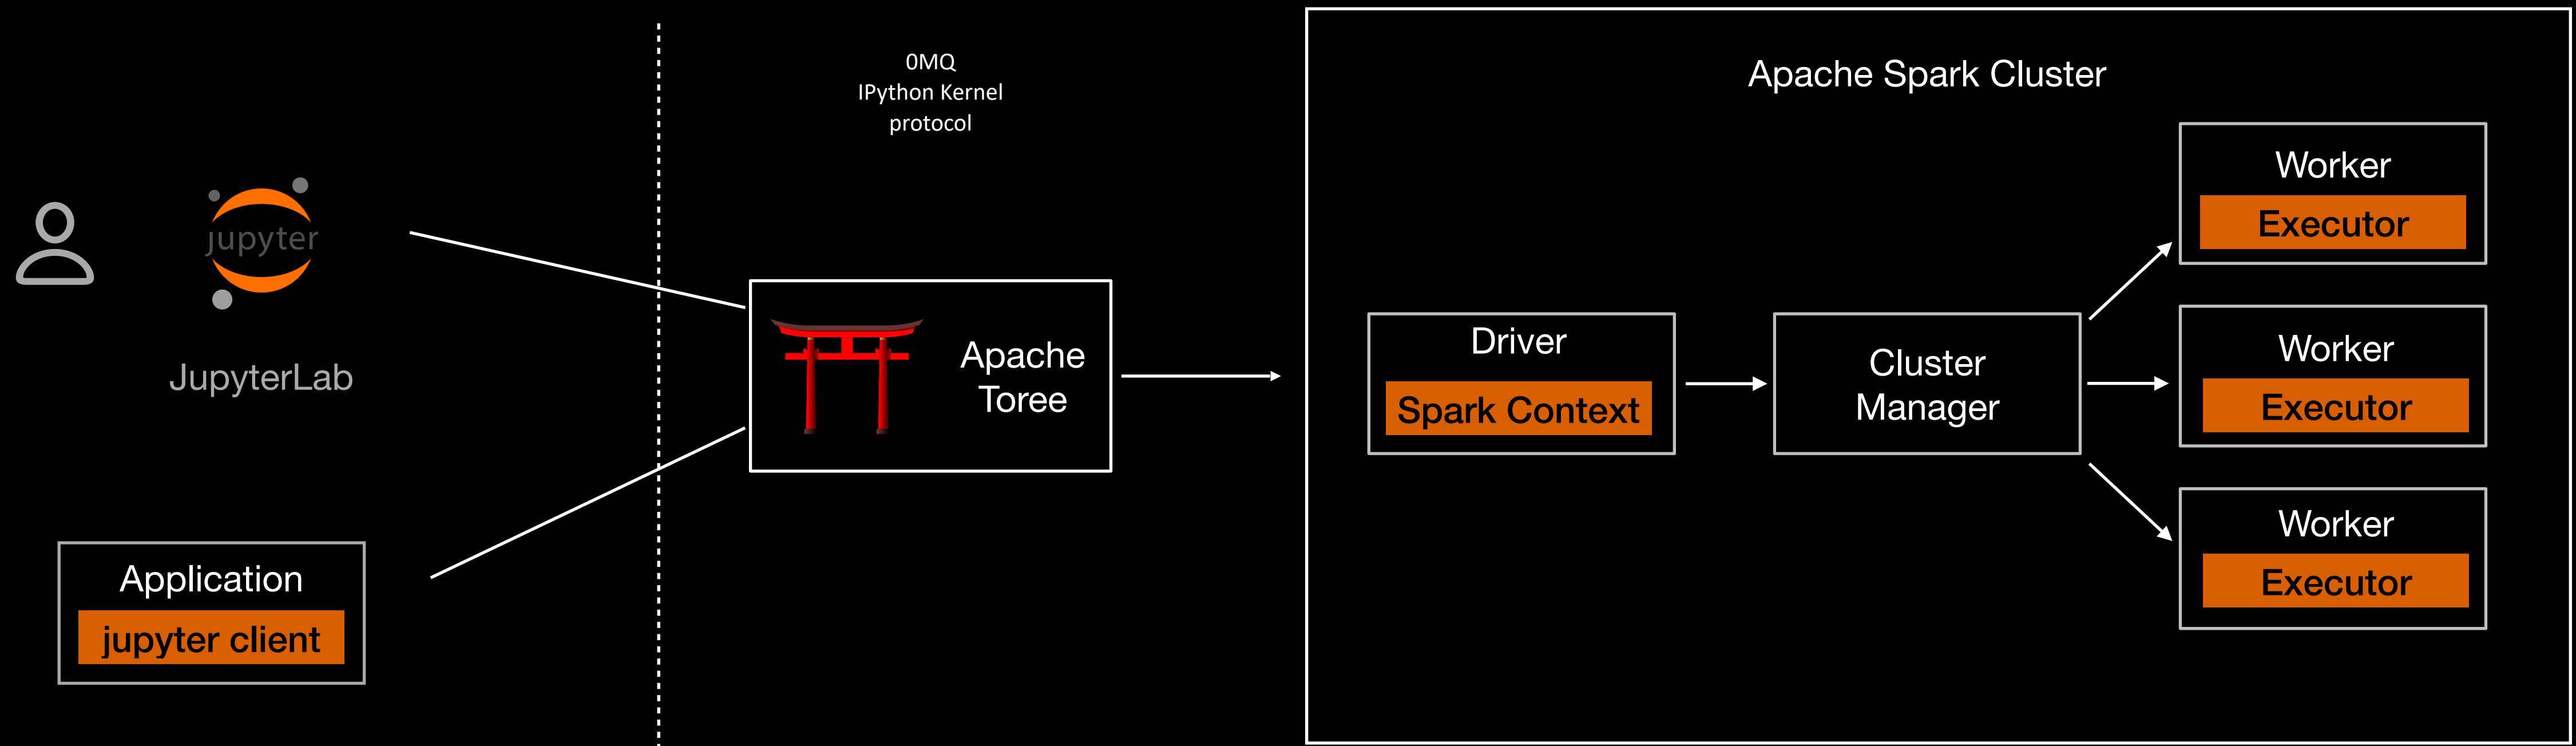 0MQ
IPython Kernel
protocol
jupyter
JupyterLab
Application
jupyter client
Apache
Toree
Apache Spark Cluster
Driver
Spark Context
Cluster
Manager
Worker
Executor
Worker
Executor
Worker
Executor